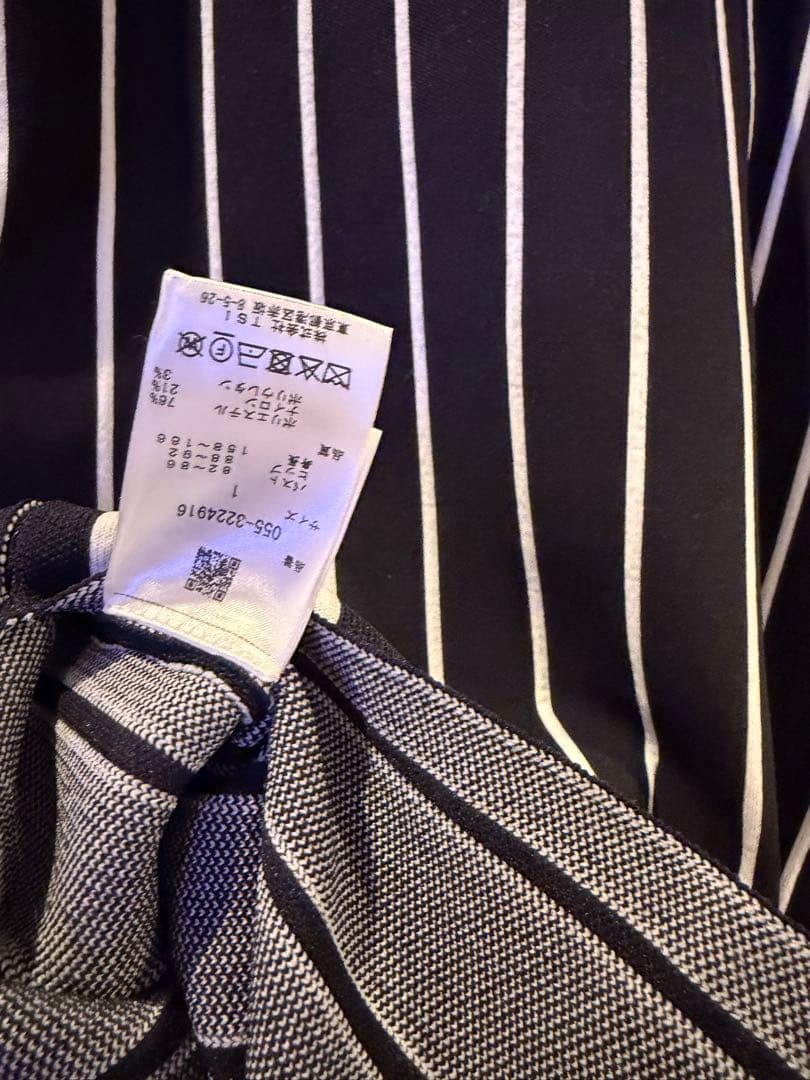 品番
055-3224916
サイズ
1
バスト 82~86
ヒップ 88~92
身長 158~166
品質
ポリエステル 76%
ナイロン 21%
ポリウレタン 3%
株式会社 TSI
東京都港区赤坂 8-5-26